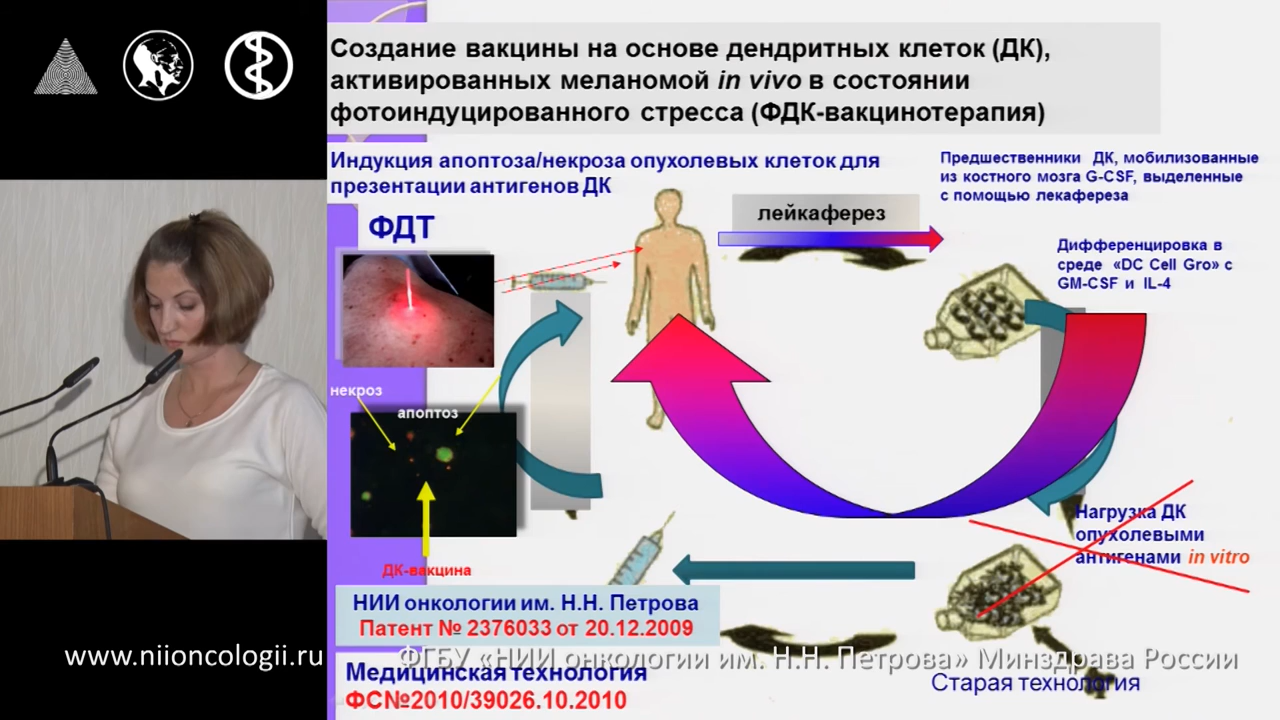 Создание вакцины на основе дендритных клеток (ДК),
активированных меланомой in vivo в состоянии
фотоиндуцированного стресса (ФДК-вакцинотерапия)
Индукция апоптоза/некроза опухолевых клеток для
презентации антигенов ДК
Предшественники ДК, мобилизованные
из костного мозга G-CSF, выделенные
с помощью лекафереза
ФДТ
лейкаферез
Дифференцировка в
среде «DC Cell Gro» с
GM-CSF и IL-4
некроз
апоптоз
Нагрузка ДК
опухолевыми
антигенами in vitro
ДК-вакцина
НИИ онкологии им. Н.Н. Петрова
Патент № 2376033 от 20.12.2009
www.niioncologii.ru
ФГБУ «НИИ онкологии им. Н.Н. Петрова» Минздрава России
Медицинская технология
ФС№2010/39026.10.2010
Старая технология